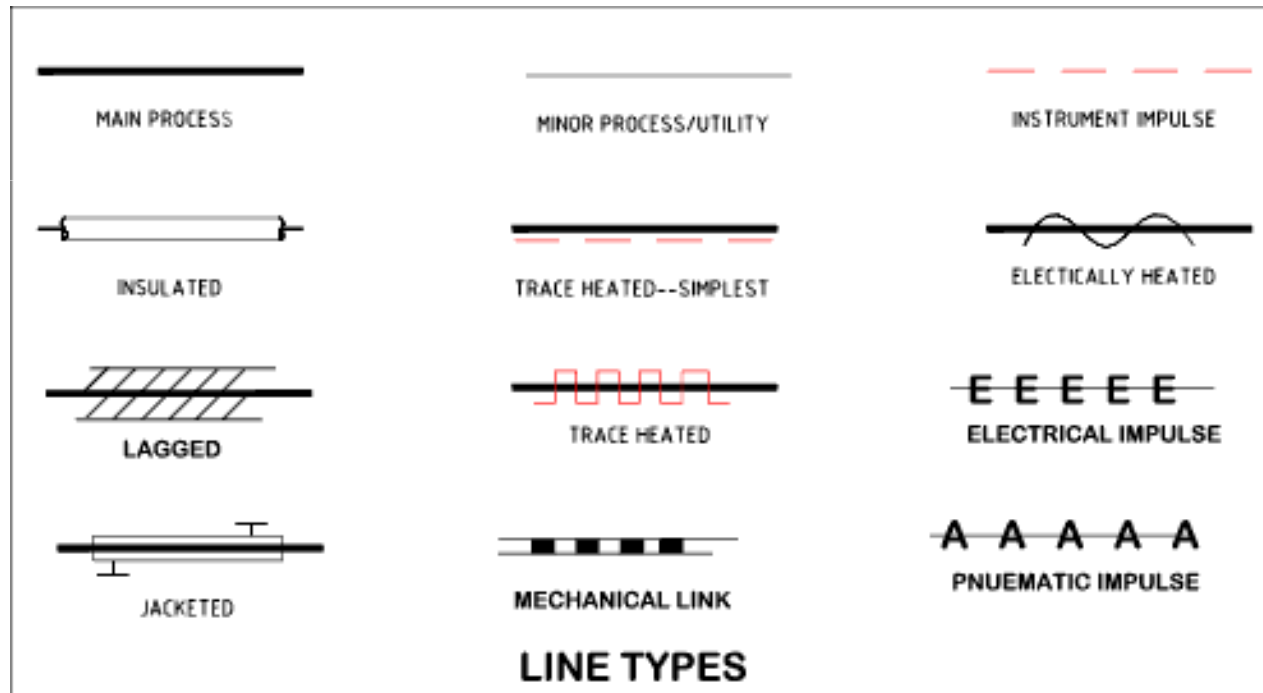 MAIN PROCESS
MINOR PROCESS/UTILITY
INSTRUMENT IMPULSE
INSULATED
TRACE HEATED--SIMPLEST
ELECTICALLY HEATED
LAGGED
TRACE HEATED
E E E E E
ELECTRICAL IMPULSE
JACKETED
MECHANICAL LINK
A A A A A
PNUEMATIC IMPULSE
LINE TYPES